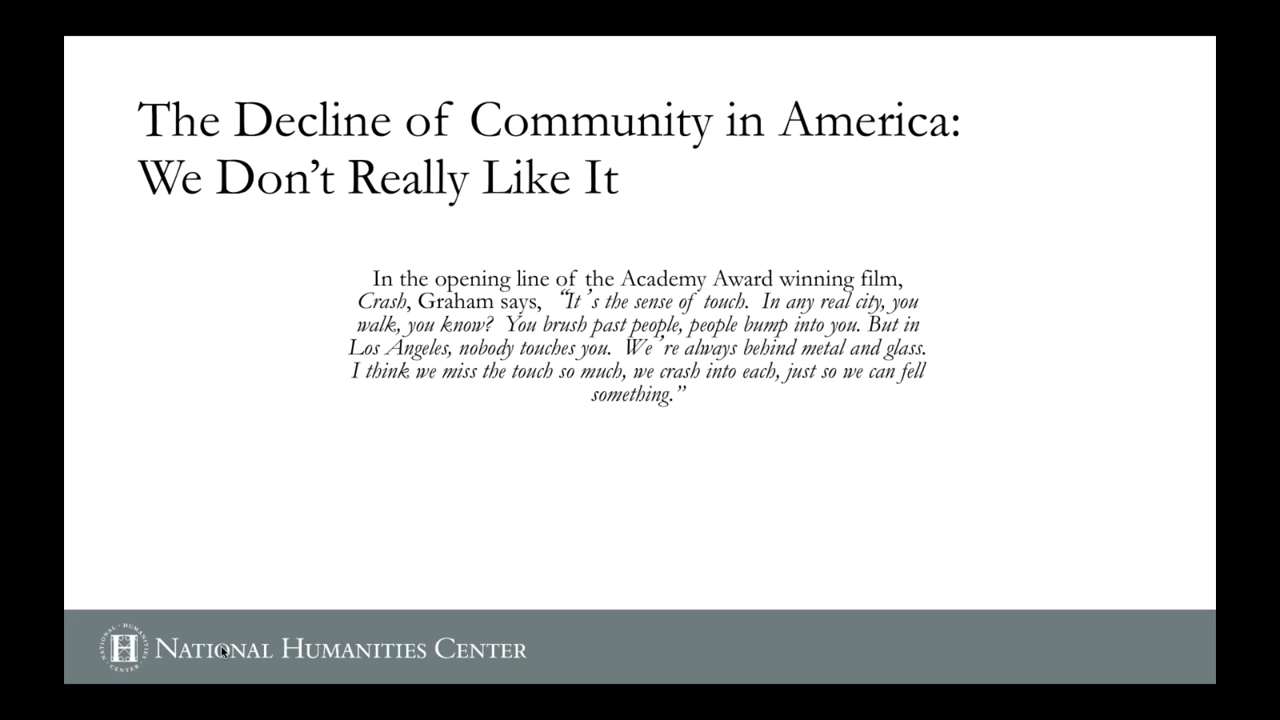 The Decline of Community in America:
We Don't Really Like It
In the opening line of the Academy Award winning film,
Crash, Graham says, “It ’s the sense of touch. In any real city, you
walk, you know? You brush past people, people bump into you. But in
Los Angeles, nobody touches you. We ’re always behind metal and glass.
I think we miss the touch so much, we crash into each, just so we can fell
something.”
NATIONAL HUMANITIES CENTER
NATIONAL HUMANITIES CENTER